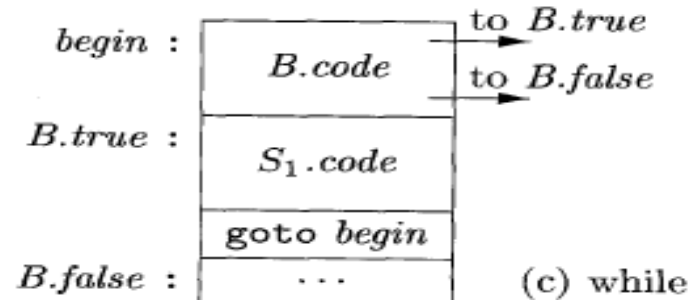 to B.true
begin :
B.code
to B.false
B.true :
S₁.code
goto begin
B.false : ... (c) while